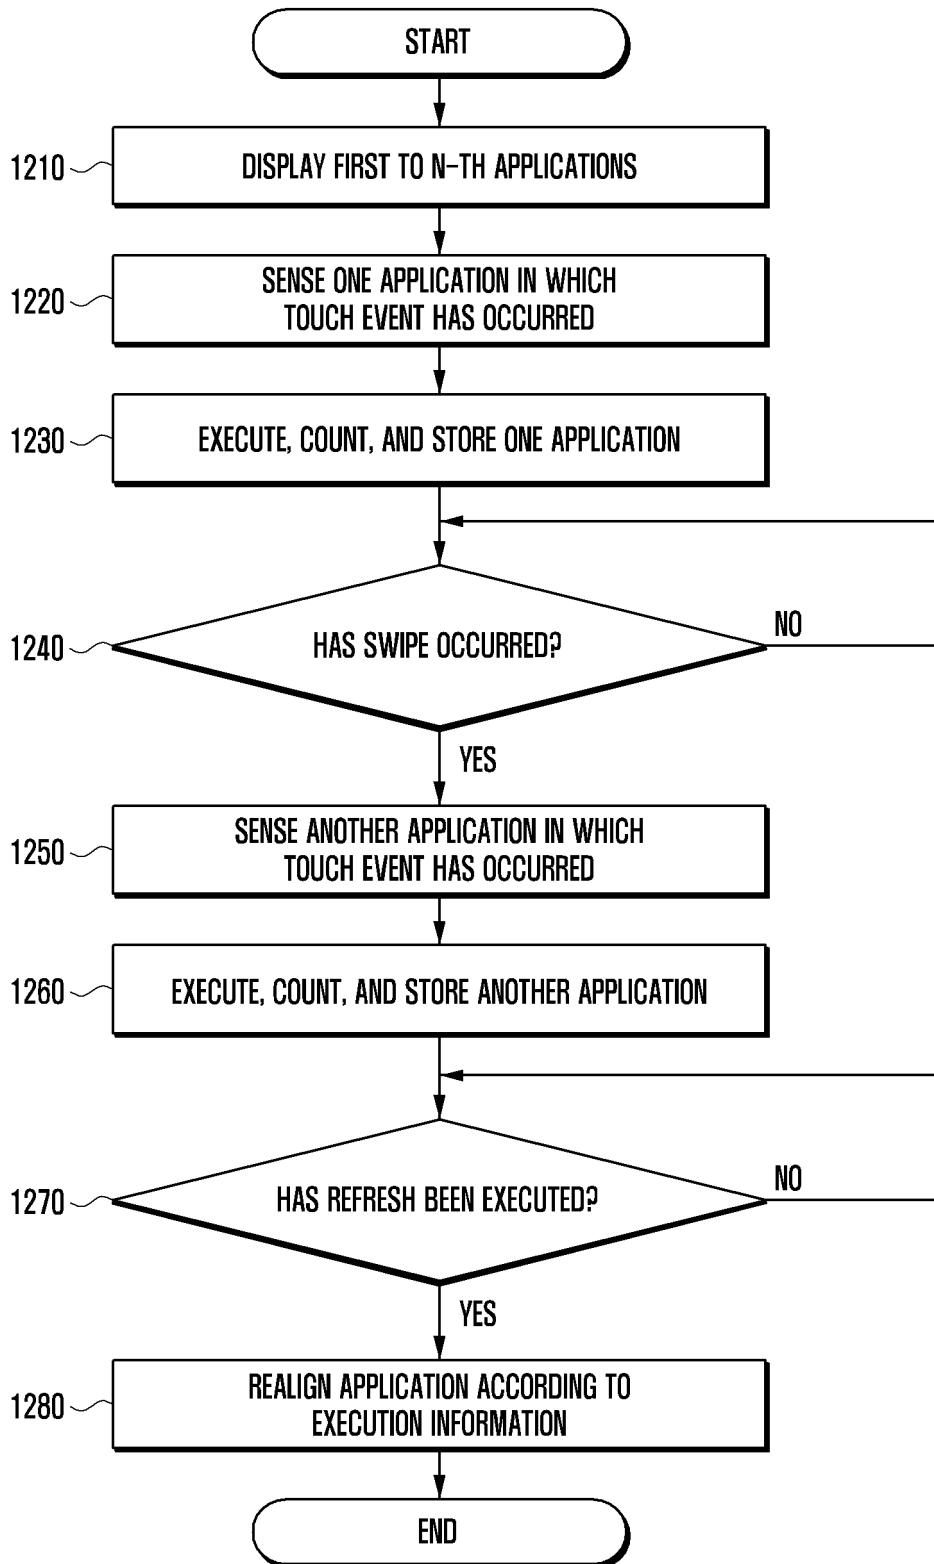 START
1210
DISPLAY FIRST TO N-TH APPLICATIONS
1220
SENSE ONE APPLICATION IN WHICH
TOUCH EVENT HAS OCCURRED
1230
EXECUTE, COUNT, AND STORE ONE APPLICATION
1240
HAS SWIPE OCCURRED?
NO
YES
1250
SENSE ANOTHER APPLICATION IN WHICH
TOUCH EVENT HAS OCCURRED
1260
EXECUTE, COUNT, AND STORE ANOTHER APPLICATION
1270
HAS REFRESH BEEN EXECUTED?
NO
YES
1280
REALIGN APPLICATION ACCORDING TO
EXECUTION INFORMATION
END